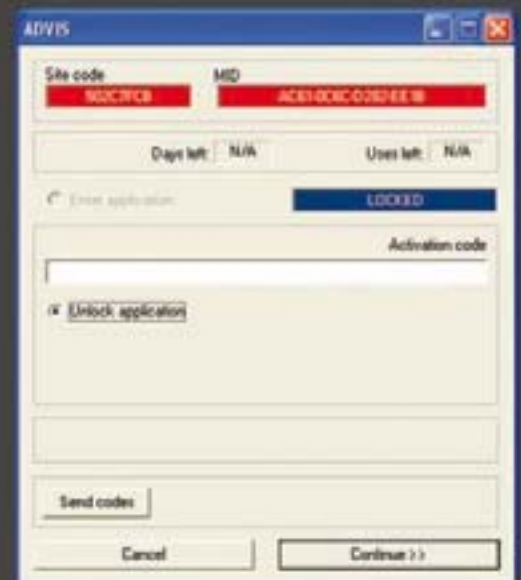 ADVIS
Site code MID
502C7FC8
Days left: N/A Uses left: N/A
Enter application LOCKED
Activation code
Unlock application
Send codes
Cancel Continue >>